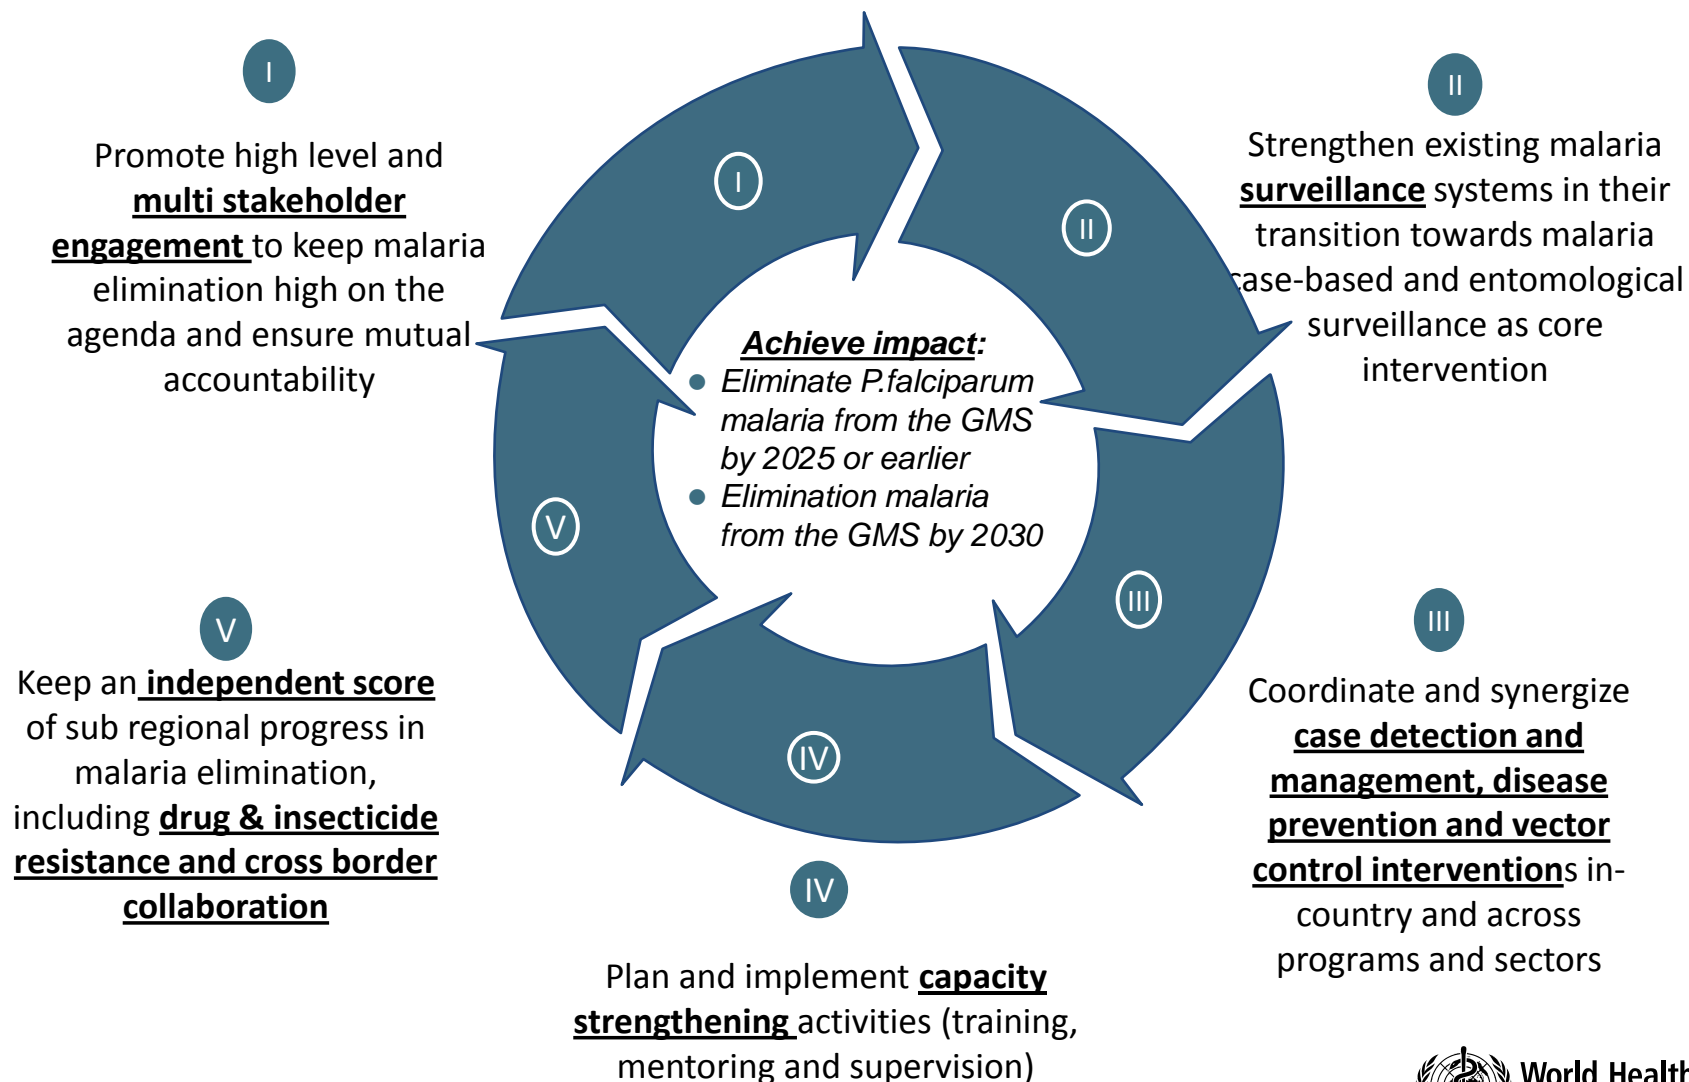 I
Promote high level and
multi stakeholder
engagement to keep malaria
elimination high on the
agenda and ensure mutual
accountability
II
Strengthen existing malaria
surveillance systems in their
transition towards malaria
case-based and entomological
surveillance as core
intervention
I
II
III
IV
V
Achieve impact:
● Eliminate P.falciparum
malaria from the GMS
by 2025 or earlier
● Elimination malaria
from the GMS by 2030
III
Coordinate and synergize
case detection and
management, disease
prevention and vector
control interventions in-
country and across
programs and sectors
IV
Plan and implement capacity
strengthening activities (training,
mentoring and supervision)
V
Keep an independent score
of sub regional progress in
malaria elimination,
including drug & insecticide
resistance and cross border
collaboration
World Health